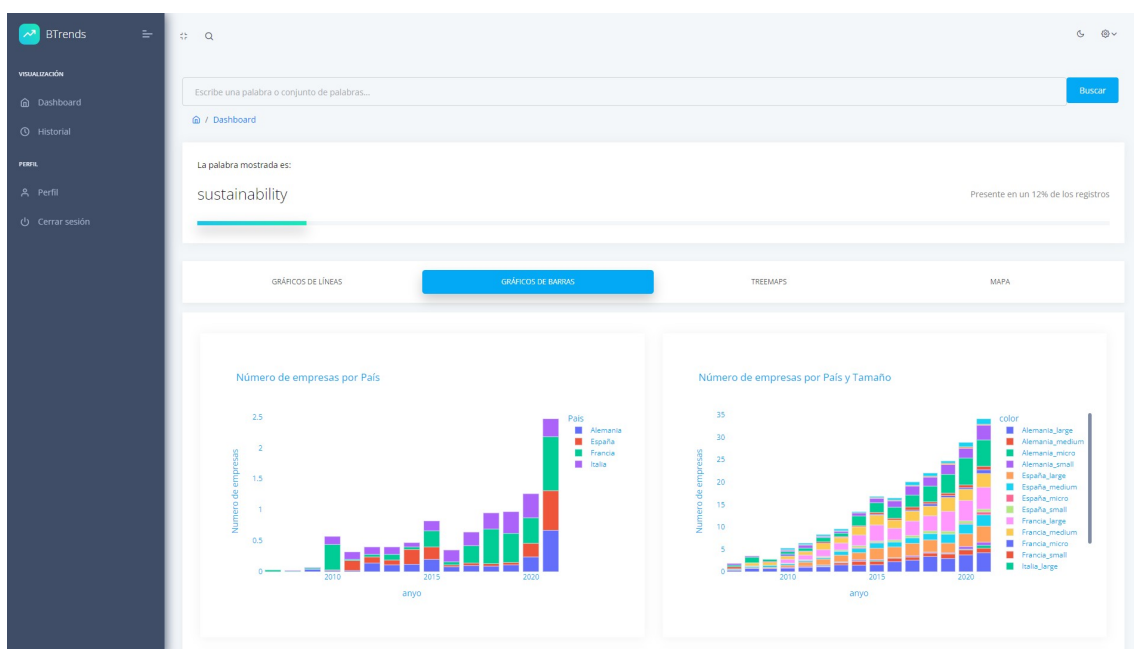 BTrends
VISUALIZACIÓN
Dashboard
Historial
PERFIL
Perfil
Cerrar sesión
Escribe una palabra o conjunto de palabras...
Buscar
/ Dashboard
La palabra mostrada es:
sustainability
Presente en un 12% de los registros
GRÁFICOS DE LÍNEAS
GRÁFICOS DE BARRAS
TREEMAPS
MAPA
Número de empresas por País
2.5
2
1.5
1
0.5
0
Numero de empresas
2010
2015
2020
anyo
País
Alemania
España
Francia
Italia
Número de empresas por País y Tamaño
35
30
25
20
15
10
5
0
Numero de empresas
2010
2015
2020
anyo
color
Alemania_large
Alemania_medium
Alemania_micro
Alemania_small
España_large
España_medium
España_micro
España_small
Francia_large
Francia_medium
Francia_micro
Francia_small
Italia_large